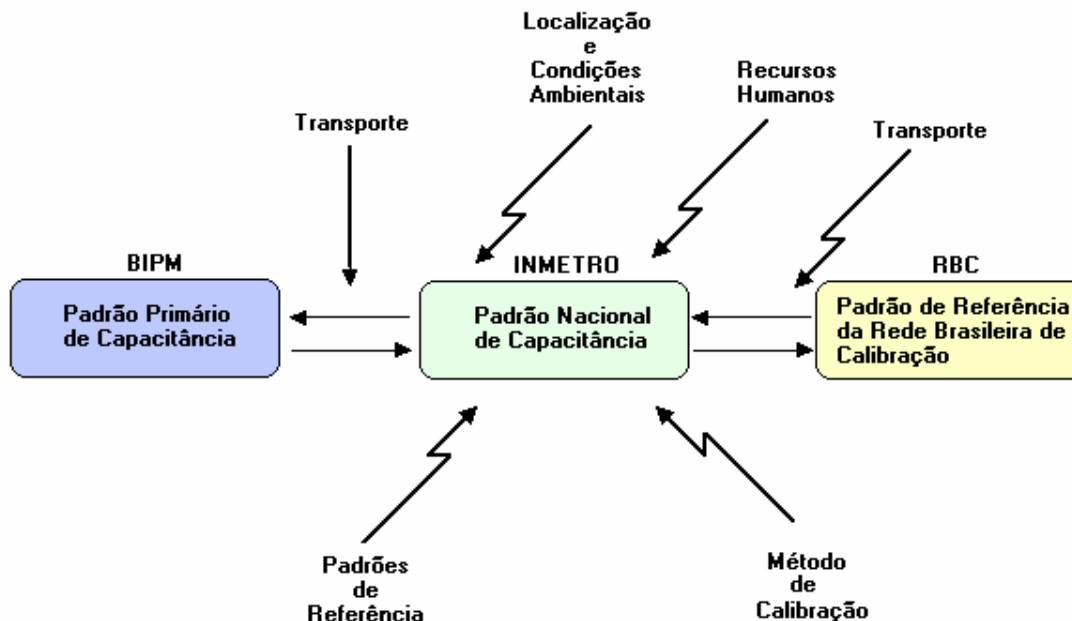 Localização
e
Condições
Ambientais
Recursos
Humanos
Transporte
Transporte
BIPM
INMETRO
RBC
Padrão Primário
de Capacitância
Padrão Nacional
de Capacitância
Padrão de Referência
da Rede Brasileira de
Calibração
Padrões
de
Referência
Método
de
Calibração